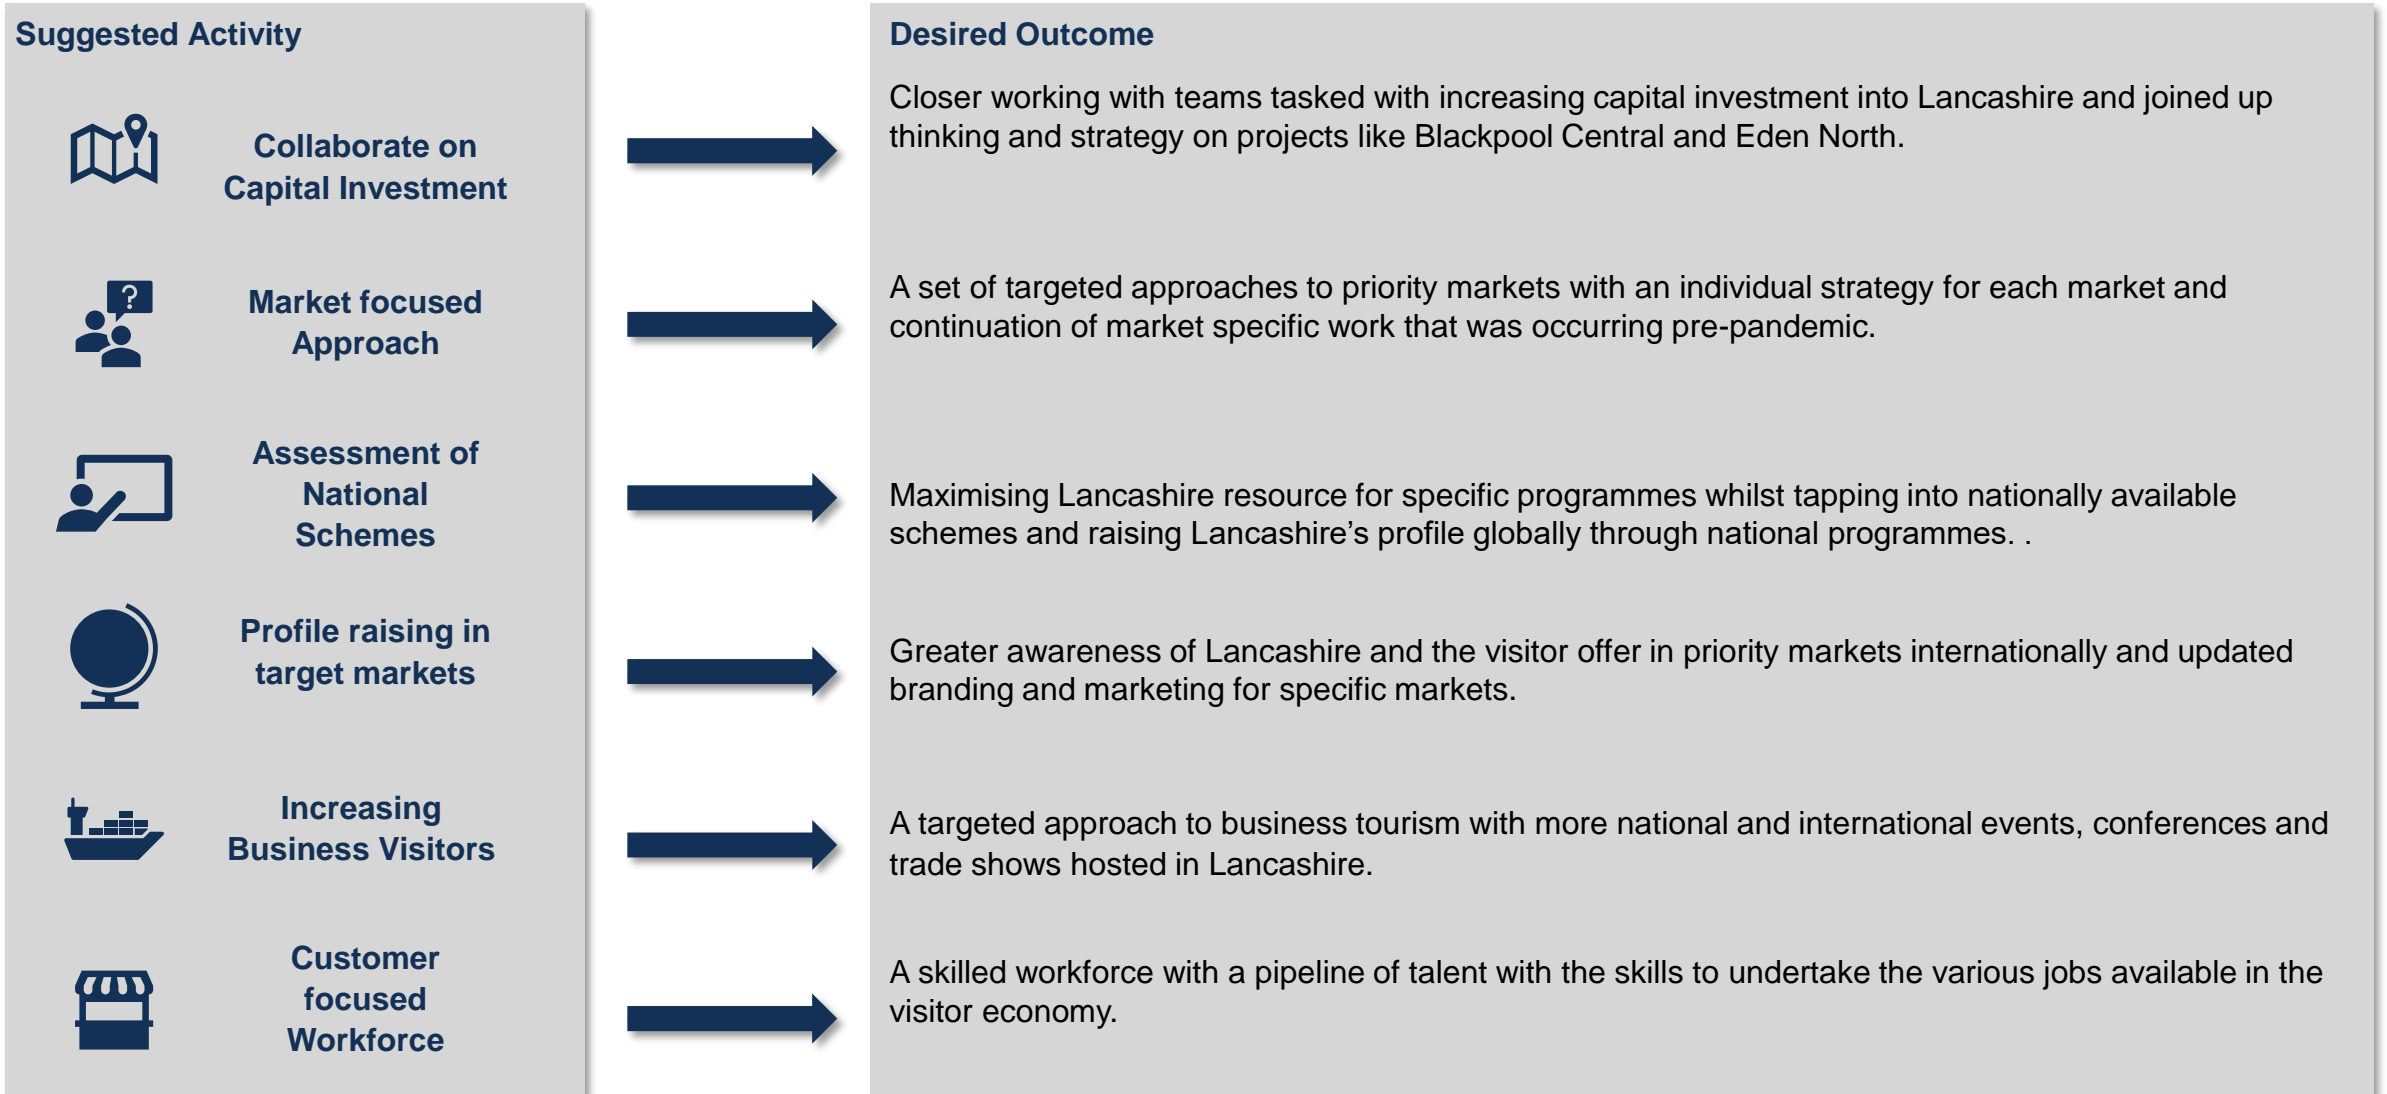 Suggested Activity
Desired Outcome
Collaborate on
Capital Investment
Closer working with teams tasked with increasing capital investment into Lancashire and joined up
thinking and strategy on projects like Blackpool Central and Eden North.
?
Market focused
Approach
A set of targeted approaches to priority markets with an individual strategy for each market and
continuation of market specific work that was occurring pre-pandemic.
Assessment of
National
Schemes
Maximising Lancashire resource for specific programmes whilst tapping into nationally available
schemes and raising Lancashire’s profile globally through national programmes. .
Profile raising in
target markets
Greater awareness of Lancashire and the visitor offer in priority markets internationally and updated
branding and marketing for specific markets.
Increasing
Business Visitors
A targeted approach to business tourism with more national and international events, conferences and
trade shows hosted in Lancashire.
Customer
focused
Workforce
A skilled workforce with a pipeline of talent with the skills to undertake the various jobs available in the
visitor economy.